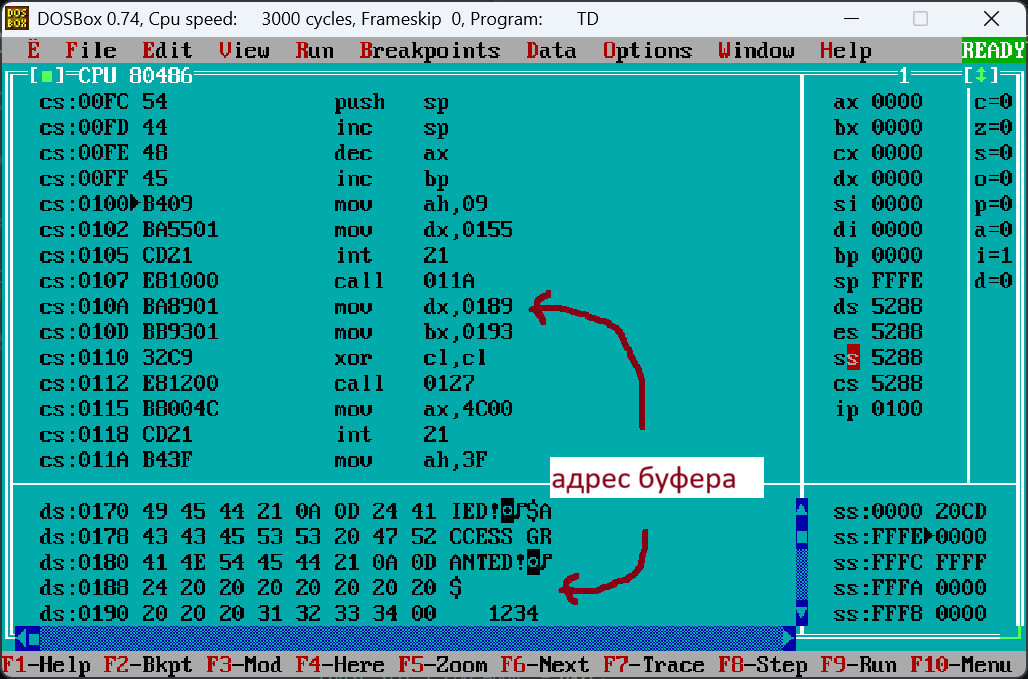 DOS BOX DOSBox 0.74, Cpu speed: 3000 cycles, Frameskip 0, Program: TD
Ë File Edit View Run Breakpoints Data Options Window Help READY
[■]=CPU 80486 1 [↕]
cs:00FC 54 push sp ax 0000 c=0
cs:00FD 44 inc sp bx 0000 z=0
cs:00FE 48 dec ax cx 0000 s=0
cs:00FF 45 inc bp dx 0000 o=0
cs:0100►B409 mov ah,09 si 0000 p=0
cs:0102 BA5501 mov dx,0155 di 0000 a=0
cs:0105 CD21 int 21 bp 0000 i=1
cs:0107 E81000 call 011A sp FFFE d=0
cs:010A BA8901 mov dx,0189 ds 5288
cs:010D BB9301 mov bx,0193 es 5288
cs:0110 32C9 xor cl,cl ss 5288
cs:0112 E81200 call 0127 cs 5288
cs:0115 B8004C mov ax,4C00 ip 0100
cs:0118 CD21 int 21
cs:011A B43F mov ah,3F
адрес буфера
ds:0170 49 45 44 21 0A 0D 24 41 IED!◙♪$A ss:0000 20CD
ds:0178 43 43 45 53 53 20 47 52 CCESS GR ss:FFFE►0000
ds:0180 41 4E 54 45 44 21 0A 0D ANTED!◙♪ ss:FFFC FFFF
ds:0188 24 20 20 20 20 20 20 20 $ ss:FFFA 0000
ds:0190 20 20 20 31 32 33 34 00 1234 ss:FFF8 0000
F1-Help F2-Bkpt F3-Mod F4-Here F5-Zoom F6-Next F7-Trace F8-Step F9-Run F10-Menu